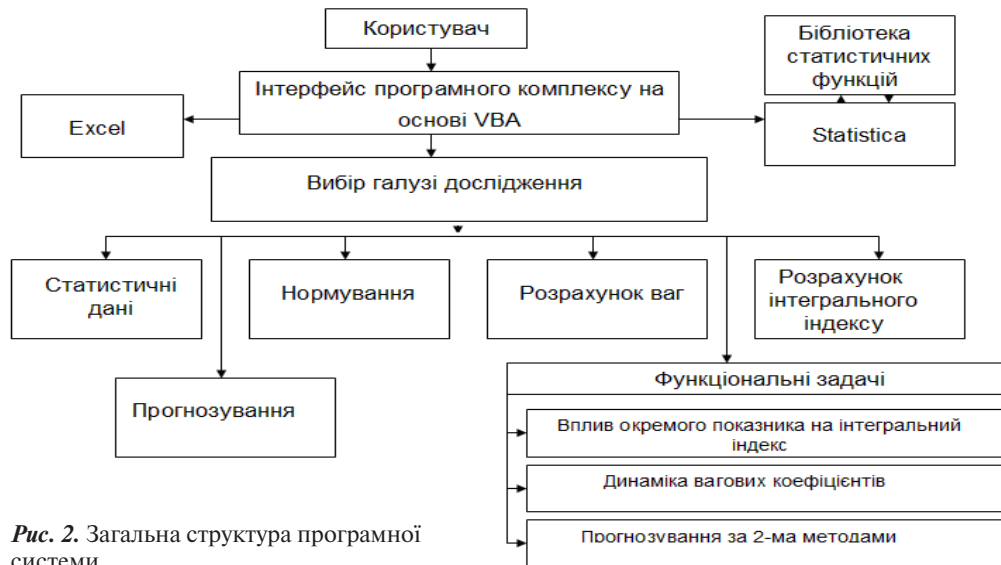 Користувач
Бібліотека
статистичних
функцій
Інтерфейс програмного комплексу на
основі VBA
Excel
Statistica
Вибір галузі дослідження
Статистичні
дані
Нормування
Розрахунок ваг
Розрахунок
інтегрального
індексу
Прогнозування
Функціональні задачі
Вплив окремого показника на інтегральний
індекс
Динаміка вагових коефіцієнтів
Прогнозування за 2-ма методами
Рис. 2. Загальна структура програмної
системи